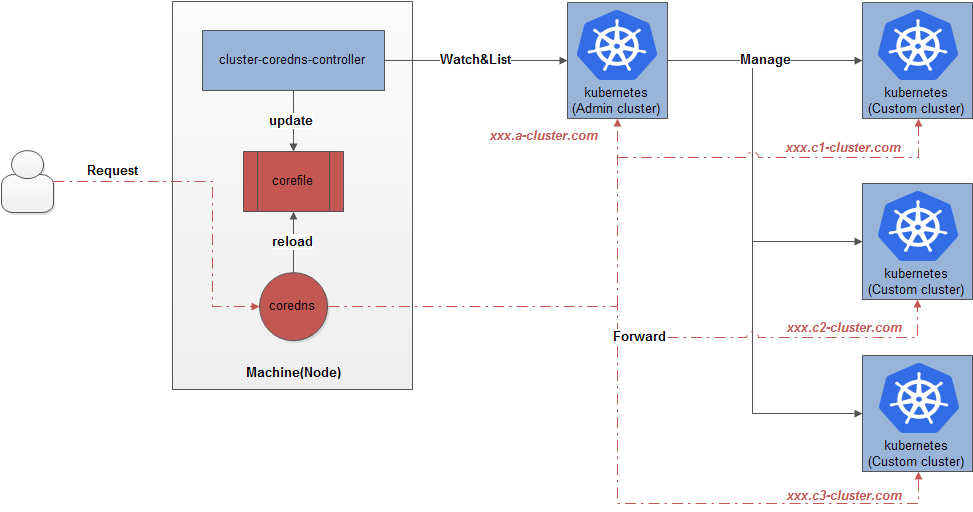 cluster-coredns-controller
Watch&List
kubernetes
(Admin cluster)
Manage
kubernetes
(Custom cluster)
update
xxx.a-cluster.com
xxx.c1-cluster.com
Request
corefile
reload
kubernetes
(Custom cluster)
coredns
Forward
xxx.c2-cluster.com
Machine(Node)
kubernetes
(Custom cluster)
xxx.c3-cluster.com